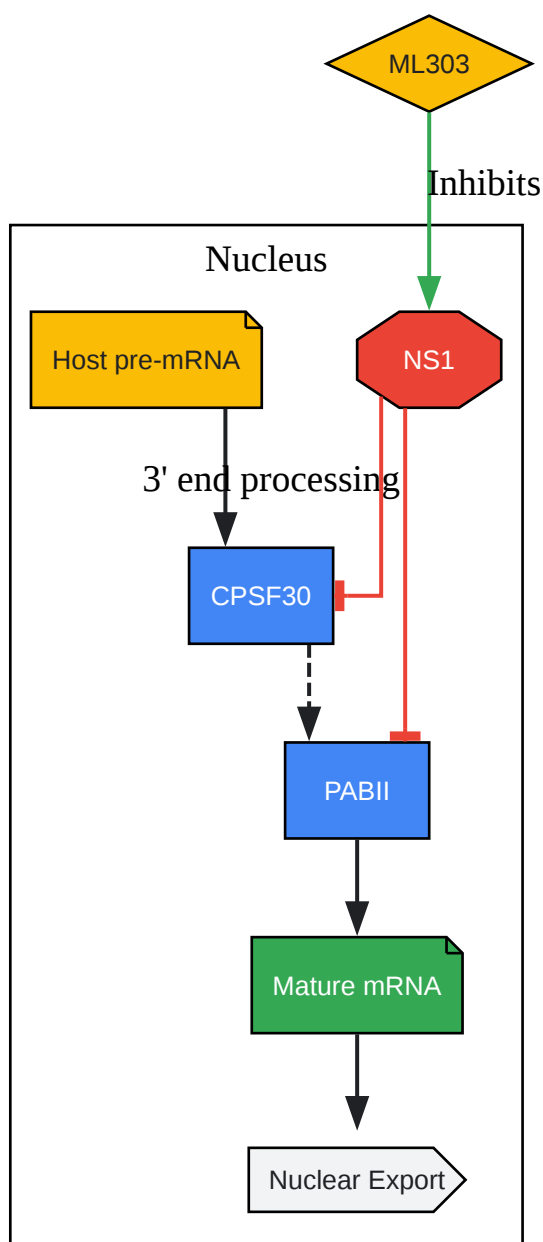 ML303
Inhibits
Nucleus
Host pre-mRNA
NS1
3' end processing
CPSF30
PABII
Mature mRNA
Nuclear Export